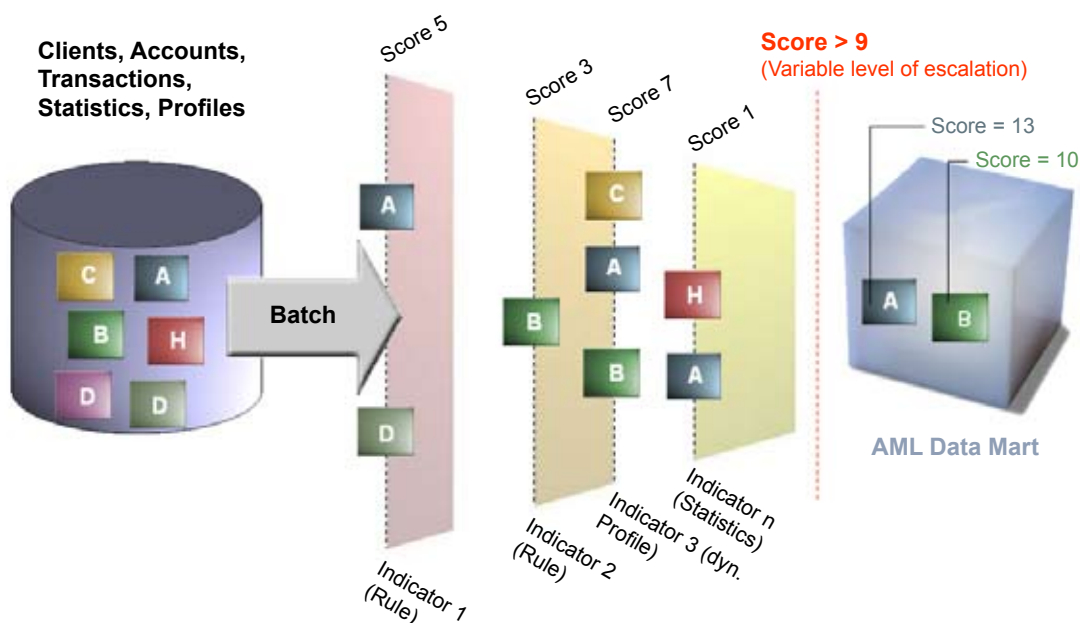 Clients, Accounts,
Transactions,
Statistics, Profiles
Score 5
Score 3
Score 7
Score 1
Score > 9
(Variable level of escalation)
Score = 13
Score = 10
C
A
B
H
D
D
Batch
A
D
B
C
A
B
H
A
A
B
AML Data Mart
Indicator 1
(Rule)
Indicator 2
(Rule)
Indicator 3 (dyn.
Profile)
Indicator n
(Statistics)